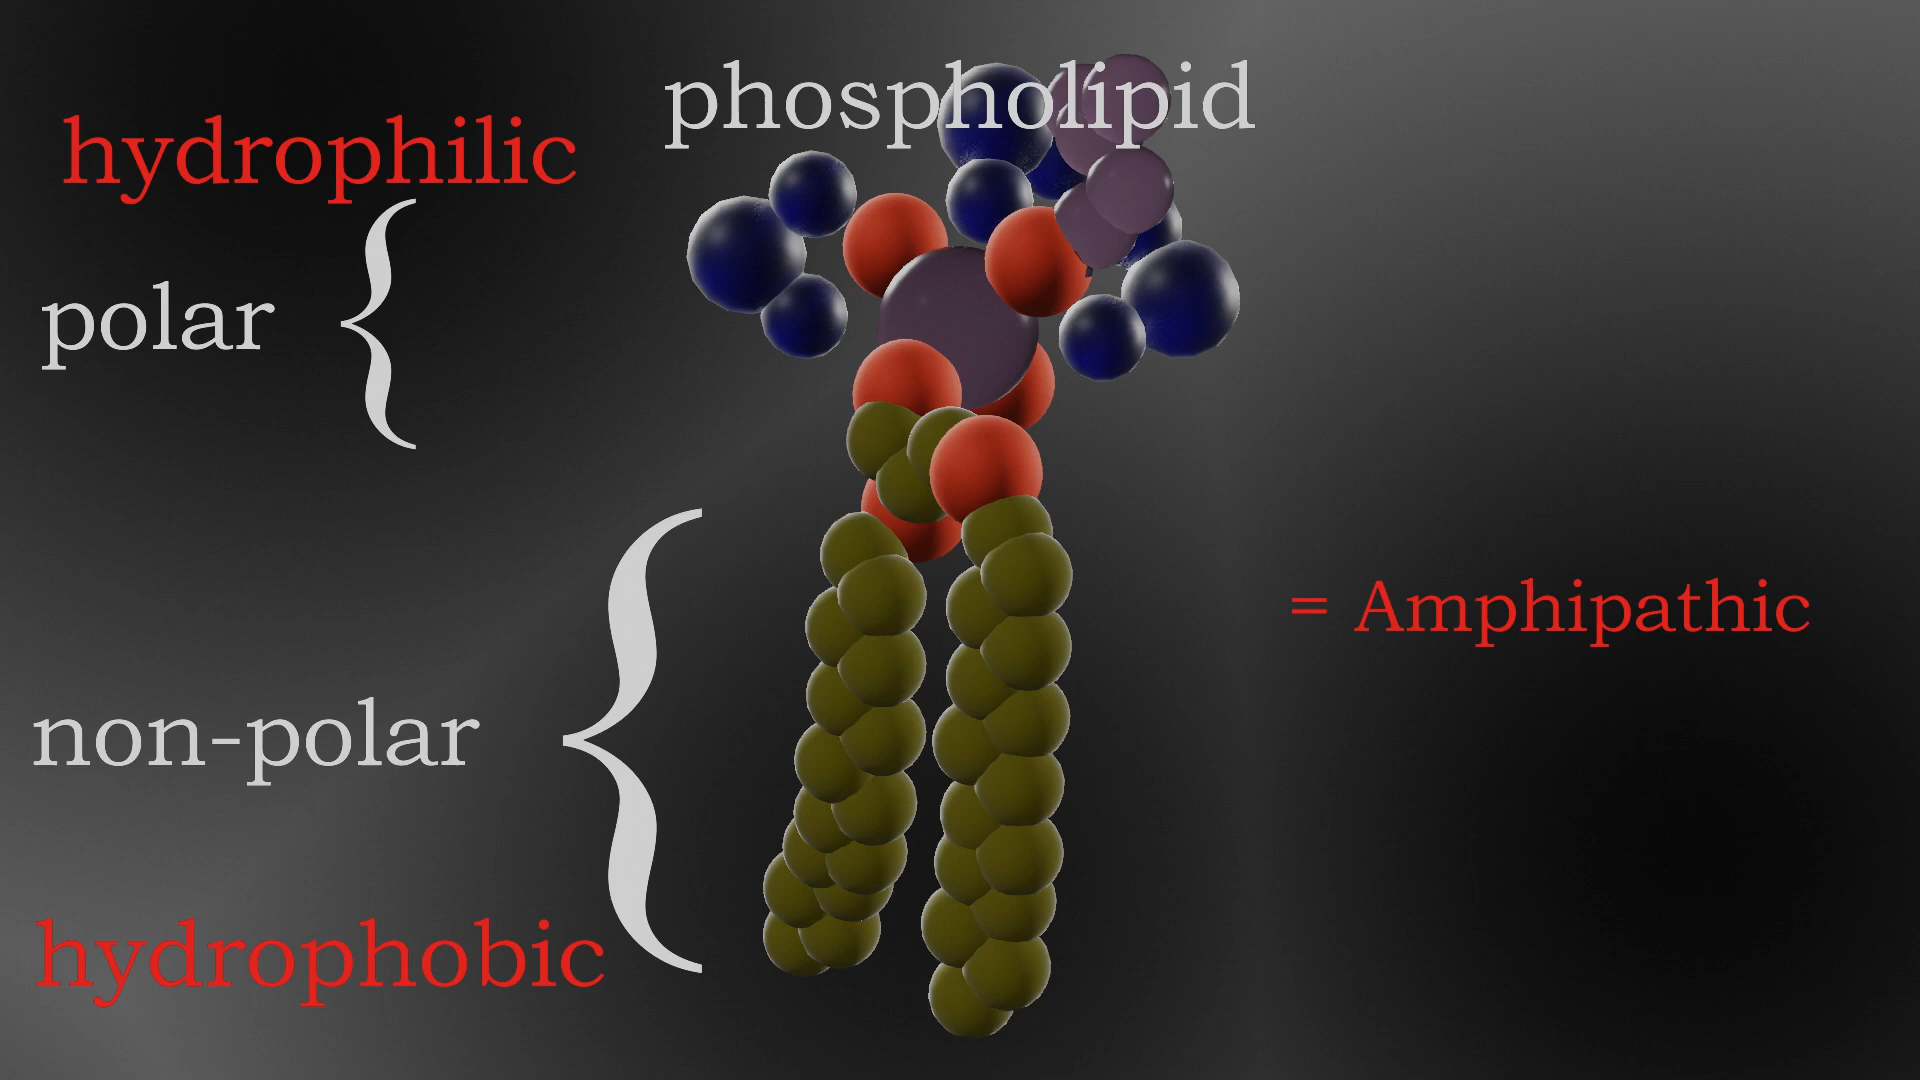 phospholipid
hydrophilic
polar
= Amphipathic
non-polar
hydrophobic